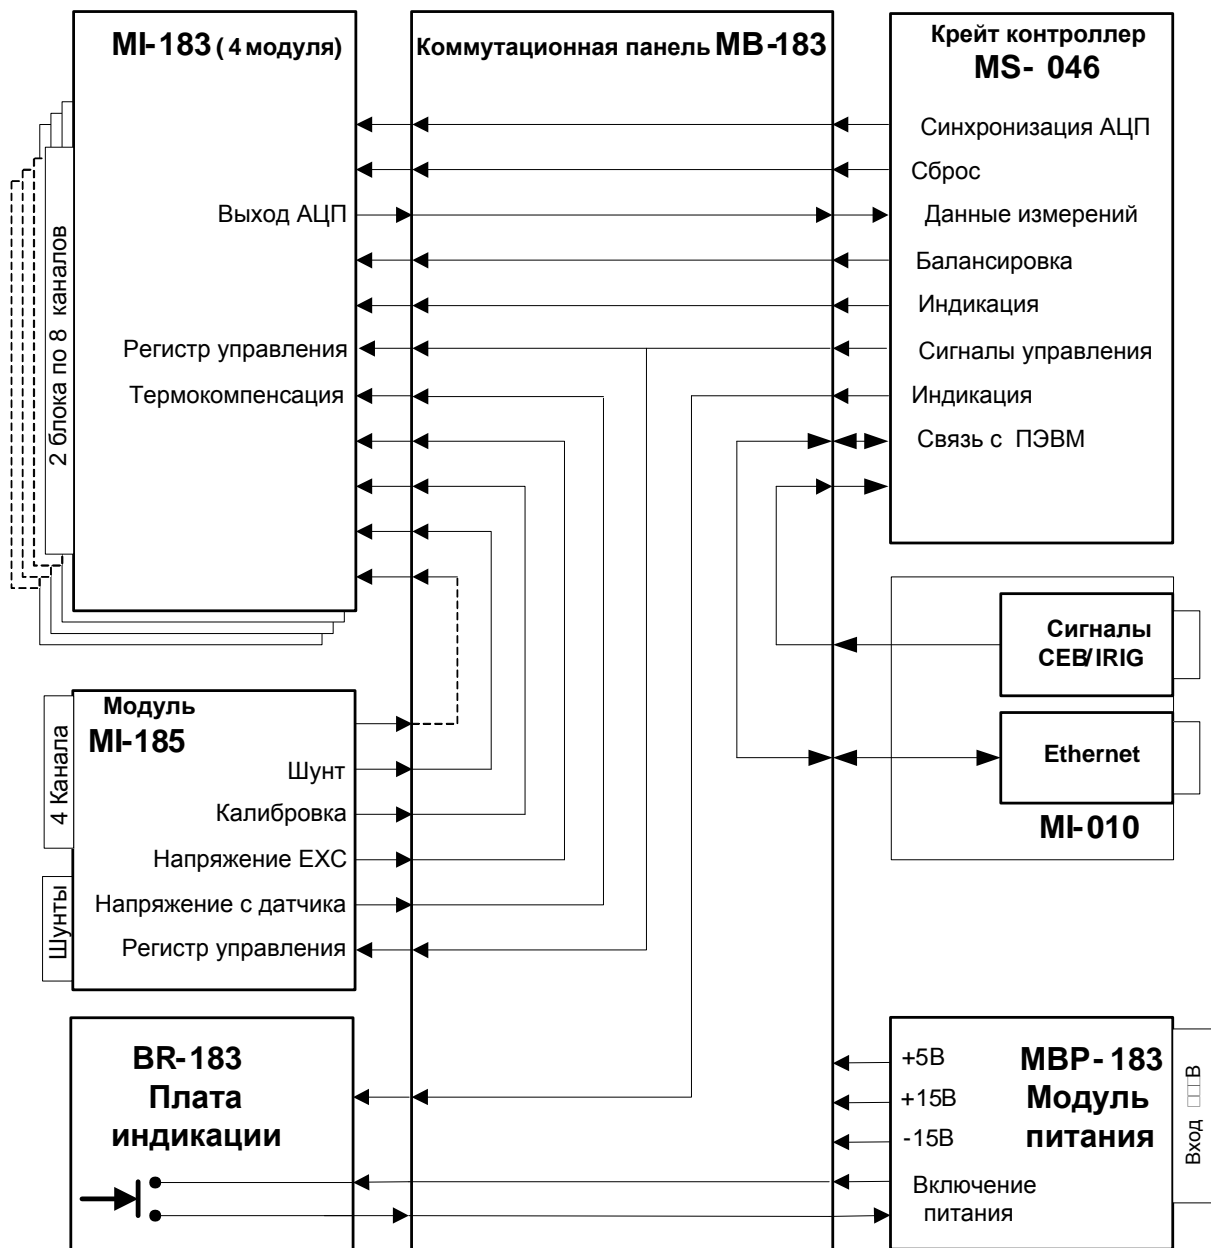 MI-183 ( 4 модуля)
2 блока по 8 каналов
Выход АЦП
Регистр управления
Термокомпенсация
Коммутационная панель MB-183
Крейт контроллер
MS- 046
Синхронизация АЦП
Сброс
Данные измерений
Балансировка
Индикация
Сигналы управления
Индикация
Связь с ПЭВМ
Сигналы
СЕВ/IRIG
Ethernet
MI-010
Модуль
MI-185
4 Канала
Шунты
Шунт
Калибровка
Напряжение EXC
Напряжение с датчика
Регистр управления
BR-183
Плата
индикации
+5В
+15В
-15В
Включение
питания
MBP-183
Модуль
питания
Вход □□□В